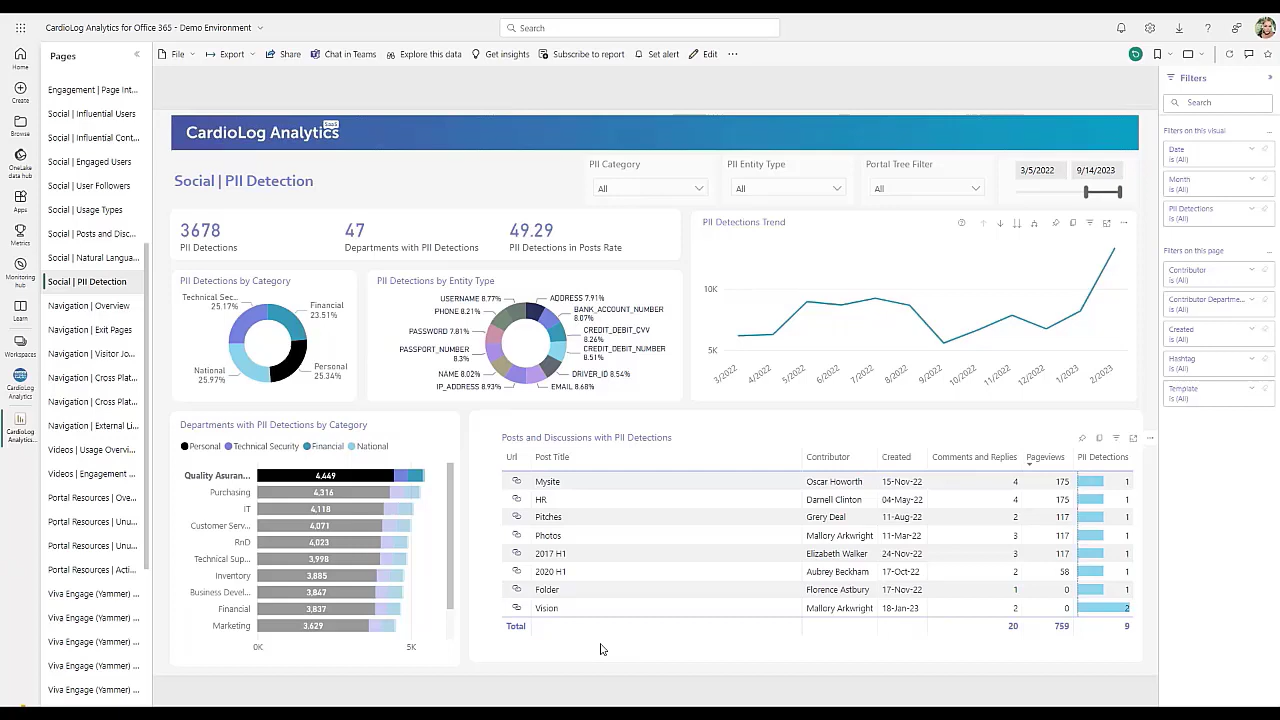 CardioLog Analytics for Office 365 - Demo Environment
Search
Home
Create
Browse
OneLake
data hub
Apps
Metrics
Monitoring
hub
Learn
Workspaces
CardioLog
Analytics
CardioLog
Analytics...
Pages
Engagement | Page Int...
Social | Influential Users
Social | Influential Cont...
Social | Engaged Users
Social | User Followers
Social | Usage Types
Social | Posts and Disc...
Social | Natural Langua...
Social | PII Detection
Navigation | Overview
Navigation | Exit Pages
Navigation | Visitor Jo...
Navigation | Cross Plat...
Navigation | Cross Plat...
Navigation | External Li...
Videos | Usage Overvi...
Videos | Engagement ...
Portal Resources | Ove...
Portal Resources | Unu...
Portal Resources | Unu...
Portal Resources | Acti...
Viva Engage (Yammer) ...
Viva Engage (Yammer) ...
Viva Engage (Yammer) ...
Viva Engage (Yammer) ...
Viva Engage (Yammer) ...
File Export Share Chat in Teams Explore this data Get insights Subscribe to report Set alert Edit ...
CardioLog Analytics SaaS
Social | PII Detection
PII Category
All
PII Entity Type
All
Portal Tree Filter
All
3/5/2022 9/14/2023
3678
PII Detections
47
Departments with PII Detections
49.29
PII Detections in Posts Rate
PII Detections Trend
10K
5K
3/2022 4/2022 5/2022 6/2022 7/2022 8/2022 9/2022 10/2022 11/2022 12/2022 1/2023 2/2023
PII Detections by Category
Technical Sec...
25.17%
Financial
23.51%
National
25.97%
Personal
25.34%
PII Detections by Entity Type
USERNAME 8.77%
PHONE 8.21%
PASSWORD 7.81%
PASSPORT_NUMBER
8.3%
NAME 8.02%
IP_ADDRESS 8.93%
ADDRESS 7.91%
BANK_ACCOUNT_NUMBER
8.07%
CREDIT_DEBIT_CVV
8.26%
CREDIT_DEBIT_NUMBER
8.51%
DRIVER_ID 8.54%
EMAIL 8.68%
Departments with PII Detections by Category
Personal Technical Security Financial National
Quality Assuran... 4,449
Purchasing 4,316
IT 4,118
Customer Serv... 4,071
RnD 4,023
Technical Sup... 3,998
Inventory 3,885
Business Devel... 3,847
Financial 3,837
Marketing 3,629
0K 5K
Posts and Discussions with PII Detections
Url Post Title Contributor Created Comments and Replies Pageviews PII Detections
Mysite Oscar Howorth 15-Nov-22 4 175 1
HR Darnell Clinton 04-May-22 4 175 1
Pitches Grery Deal 11-Aug-22 2 117 1
Photos Mallory Arkwright 11-Mar-22 3 117 1
2017 H1 Elizabeth Walker 24-Nov-22 117 1
2020 H1 Aubrey Beckham 17-Oct-22 2 58 1
Folder Florence Astbury 17-Nov-22 1 0 1
Vision Mallory Arkwright 18-Jan-23 2 0 2
Total 20 759 9
Filters
Search
Filters on this visual ...
Date
is (All)
Month
is (All)
PII Detections
is (All)
Filters on this page ...
Contributor
is (All)
Contributor Departme...
is (All)
Created
is (All)
Hashtag
is (All)
Template
is (All)